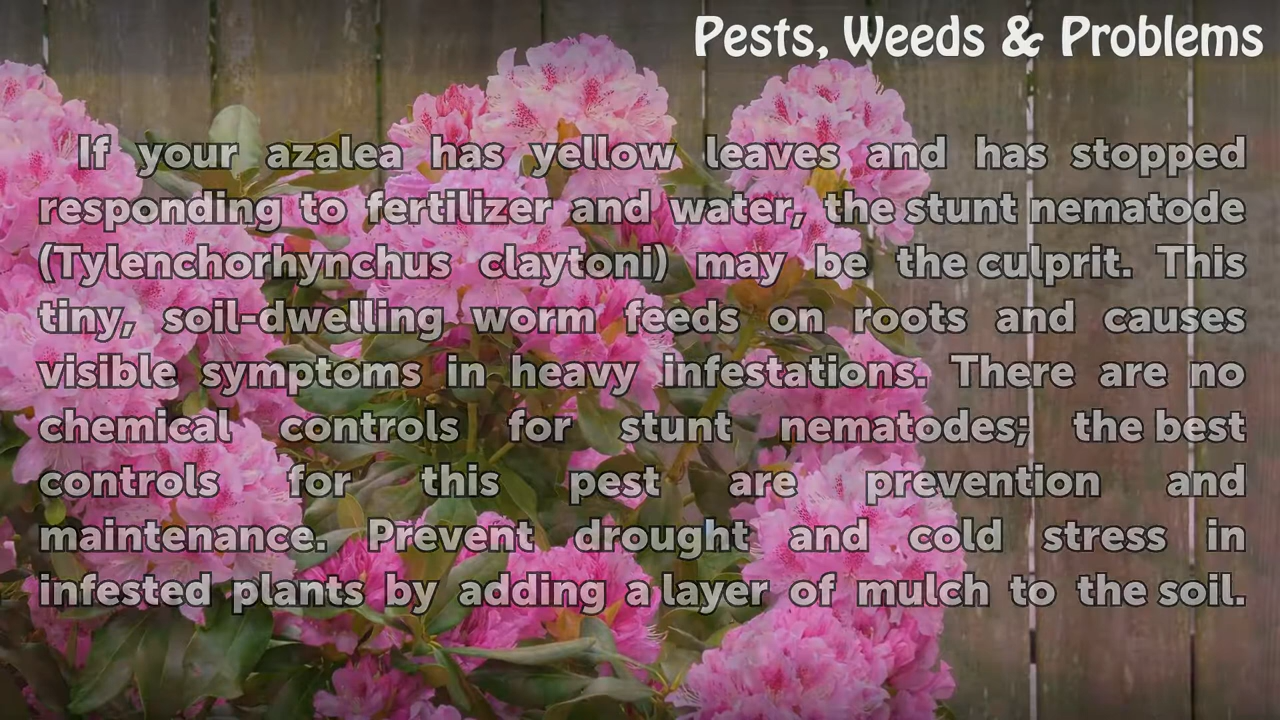 Pests, Weeds & Problems
If your azalea has yellow leaves and has stopped
responding to fertilizer and water, the stunt nematode
(Tylenchorhynchus claytoni) may be the culprit. This
tiny, soil-dwelling worm feeds on roots and causes
visible symptoms in heavy infestations. There are no
chemical controls for stunt nematodes; the best
controls for this pest are prevention and
maintenance. Prevent drought and cold stress in
infested plants by adding a layer of mulch to the soil.